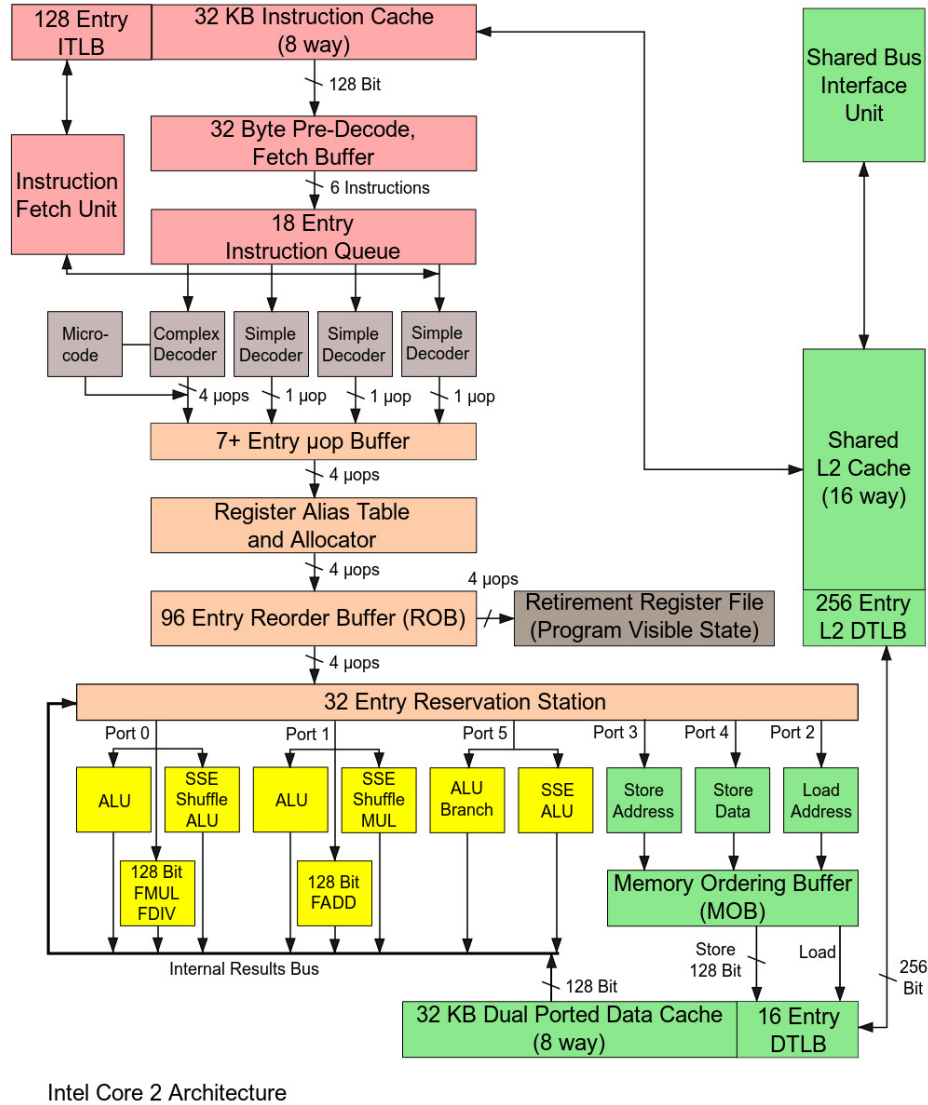 128 Entry
ITLB
32 KB Instruction Cache
(8 way)
128 Bit
32 Byte Pre-Decode,
Fetch Buffer
Instruction
Fetch Unit
6 Instructions
18 Entry
Instruction Queue
Shared Bus
Interface
Unit
Micro-
code
Complex
Decoder
Simple
Decoder
Simple
Decoder
Simple
Decoder
4 µops
1 µop
1 µop
1 µop
7+ Entry µop Buffer
4 µops
Register Alias Table
and Allocator
4 µops
96 Entry Reorder Buffer (ROB)
4 µops
Retirement Register File
(Program Visible State)
Shared
L2 Cache
(16 way)
256 Entry
L2 DTLB
4 µops
32 Entry Reservation Station
Port 0
Port 1
Port 5
Port 3
Port 4
Port 2
ALU
SSE
Shuffle
ALU
ALU
SSE
Shuffle
MUL
ALU
Branch
SSE
ALU
Store
Address
Store
Data
Load
Address
128 Bit
FMUL
FDIV
128 Bit
FADD
Memory Ordering Buffer
(MOB)
Internal Results Bus
Store
128 Bit
Load
256
Bit
128 Bit
32 KB Dual Ported Data Cache
(8 way)
16 Entry
DTLB
Intel Core 2 Architecture